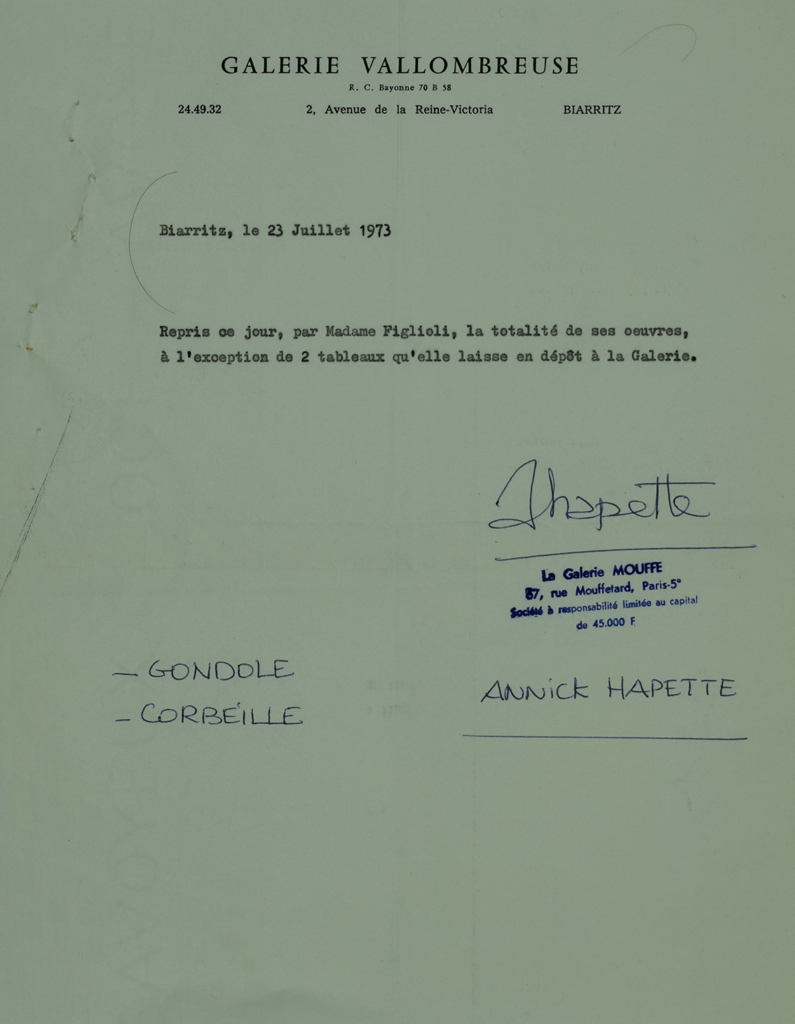 GALERIE VALLOMBREUSE
R. C. Bayonne 70 B 58
24.49.32 2, Avenue de la Reine-Victoria BIARRITZ
Biarritz, le 23 Juillet 1973
Repris ce jour, par Madame Figlioli, la totalité de ses oeuvres,
à l'exception de 2 tableaux qu'elle laisse en dépôt à la Galerie.
Ahapette
La Galerie MOUFFE
67, rue Mouffetard, Paris-5e
Société à responsabilité limitée au capital
de 45.000 F.
- GONDOLE
- CORBEILLE
ANNICK HAPETTE